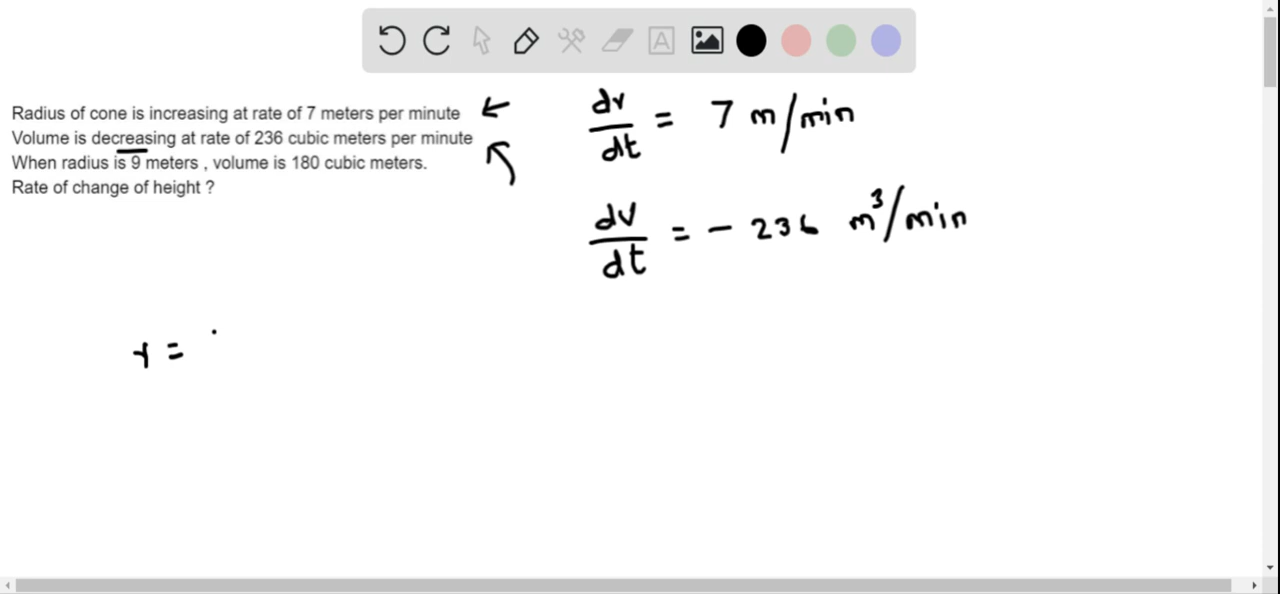 Radius of cone is increasing at rate of 7 meters per minute
Volume is decreasing at rate of 236 cubic meters per minute
When radius is 9 meters , volume is 180 cubic meters.
Rate of change of height ?
dr/dt = 7 m/min
dV/dt = - 236 m³/min
r =